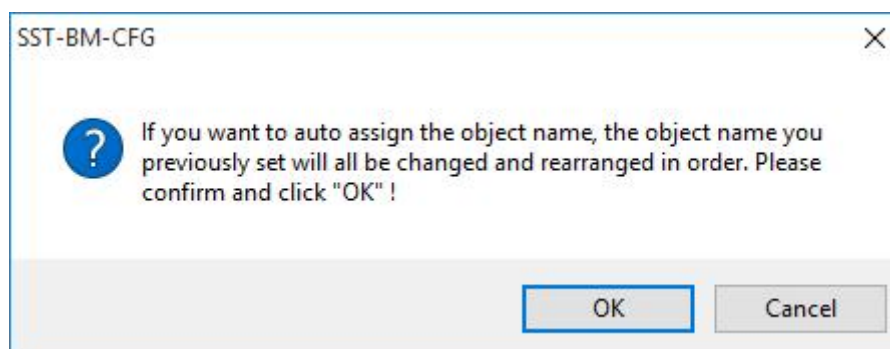 SST-BM-CFG
If you want to auto assign the object name, the object name you
previously set will all be changed and rearranged in order. Please
confirm and click "OK" !
OK
Cancel